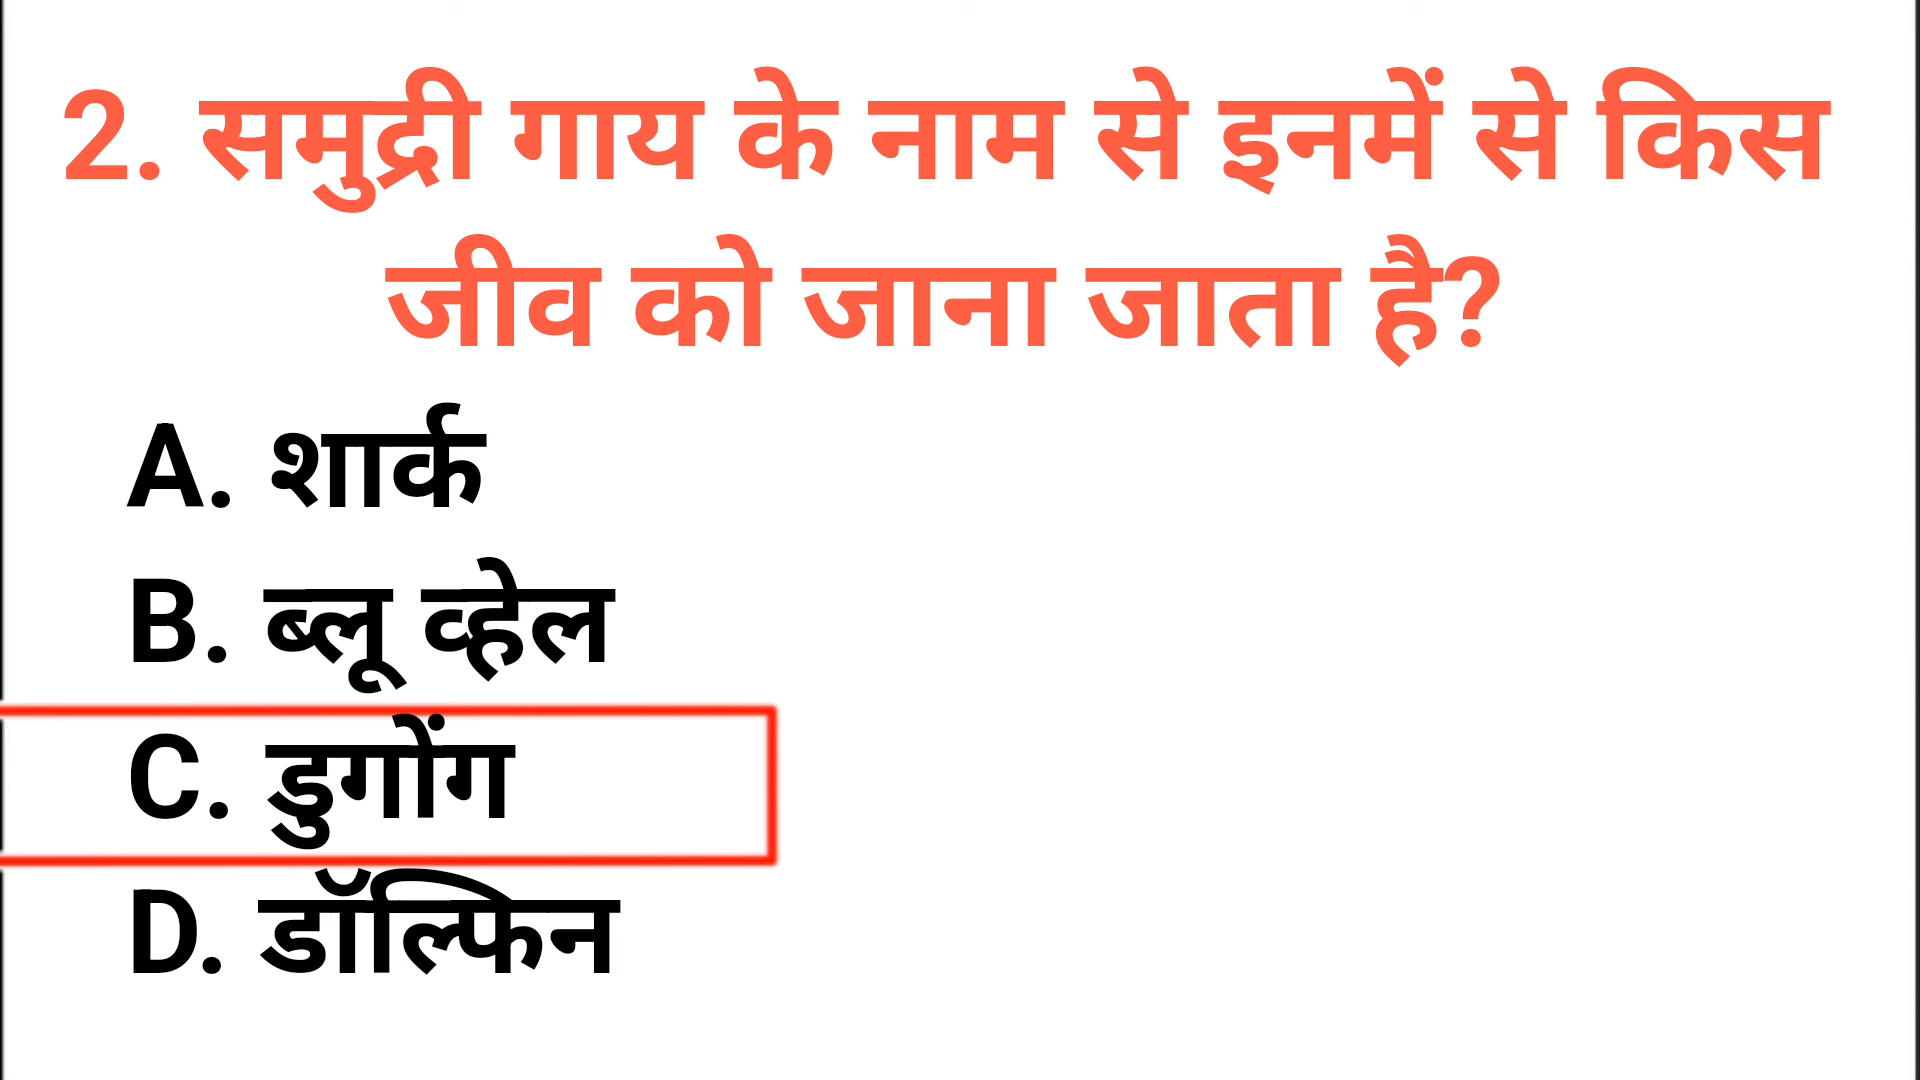 2. समुद्री गाय के नाम से इनमें से किस
जीव को जाना जाता है?
A. शार्क
B. ब्लू व्हेल
C. डुगोंग
D. डॉल्फिन